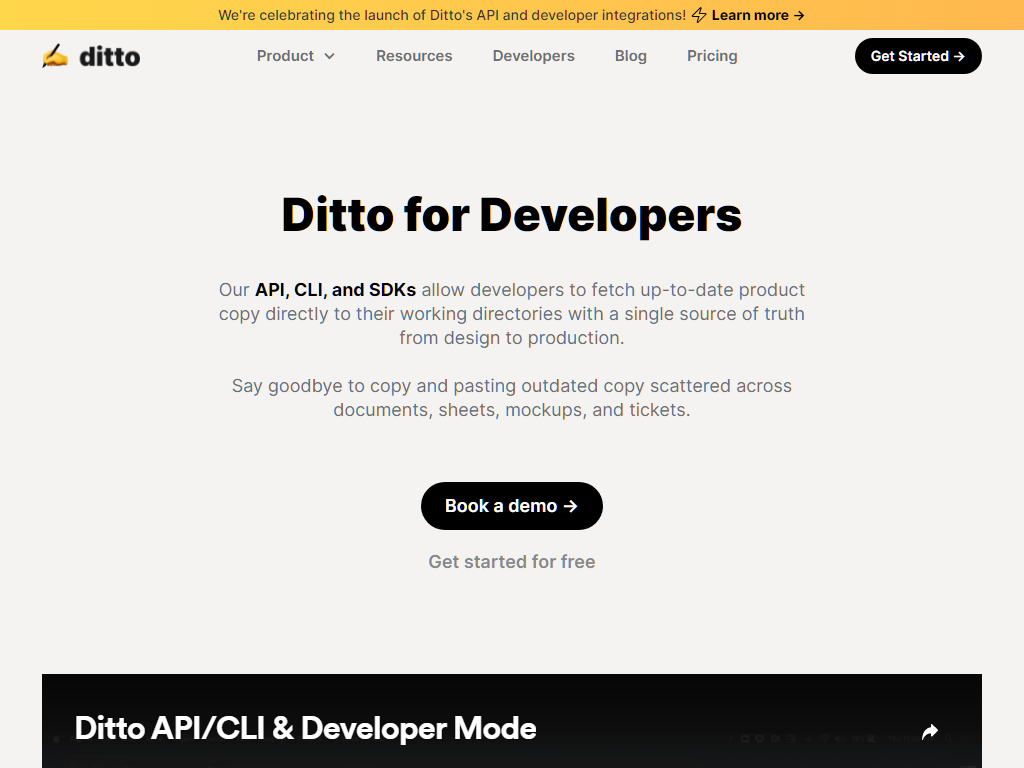 We're celebrating the launch of Ditto's API and developer integrations! Learn more →
ditto
Product
Resources
Developers
Blog
Pricing
Get Started →
Ditto for Developers
Our API, CLI, and SDKs allow developers to fetch up-to-date product
copy directly to their working directories with a single source of truth
from design to production.
Say goodbye to copy and pasting outdated copy scattered across
documents, sheets, mockups, and tickets.
Book a demo →
Get started for free
Ditto API/CLI & Developer Mode